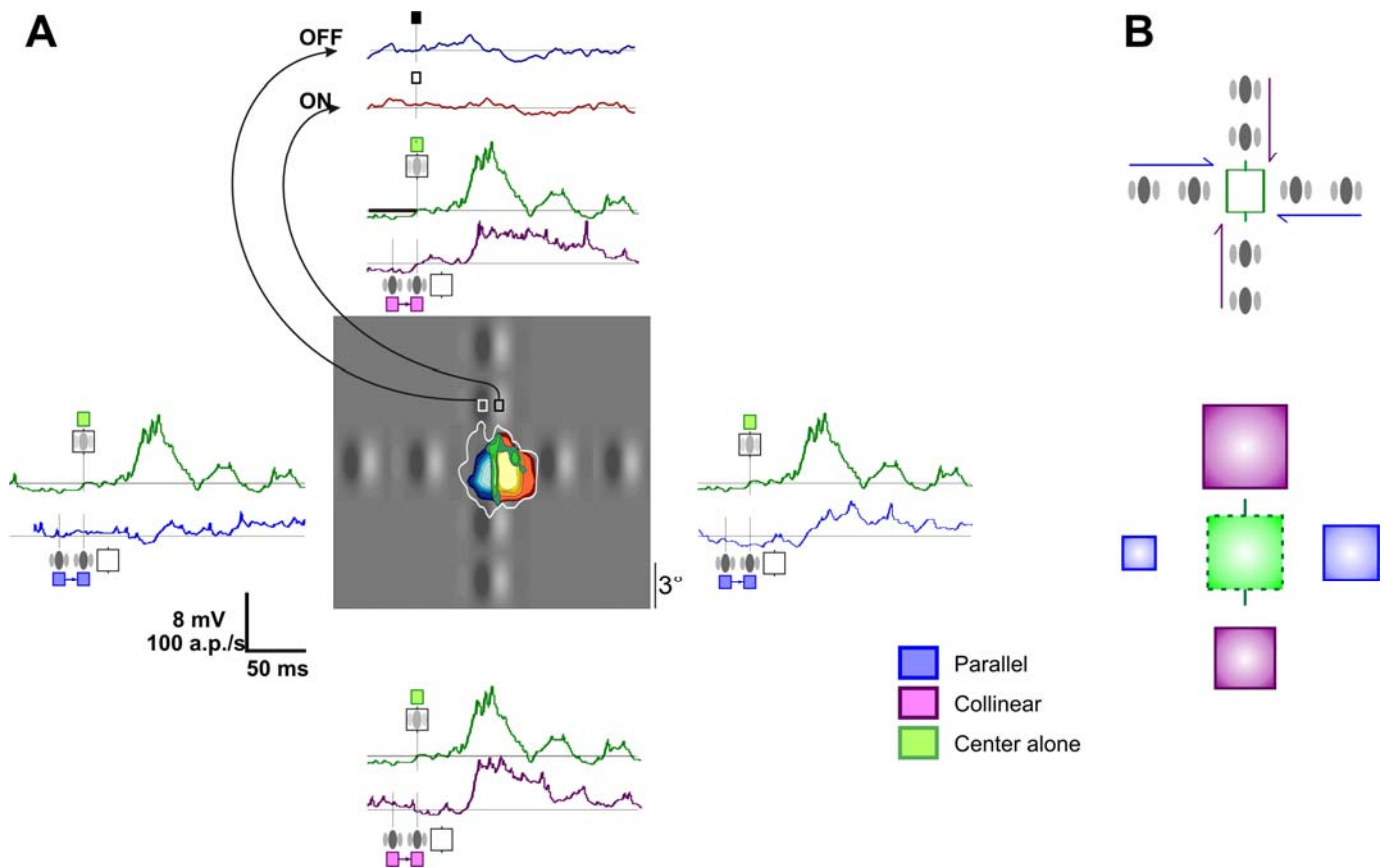 A
B
OFF
ON
3°
8 mV
100 a.p./s
50 ms
Parallel
Collinear
Center alone